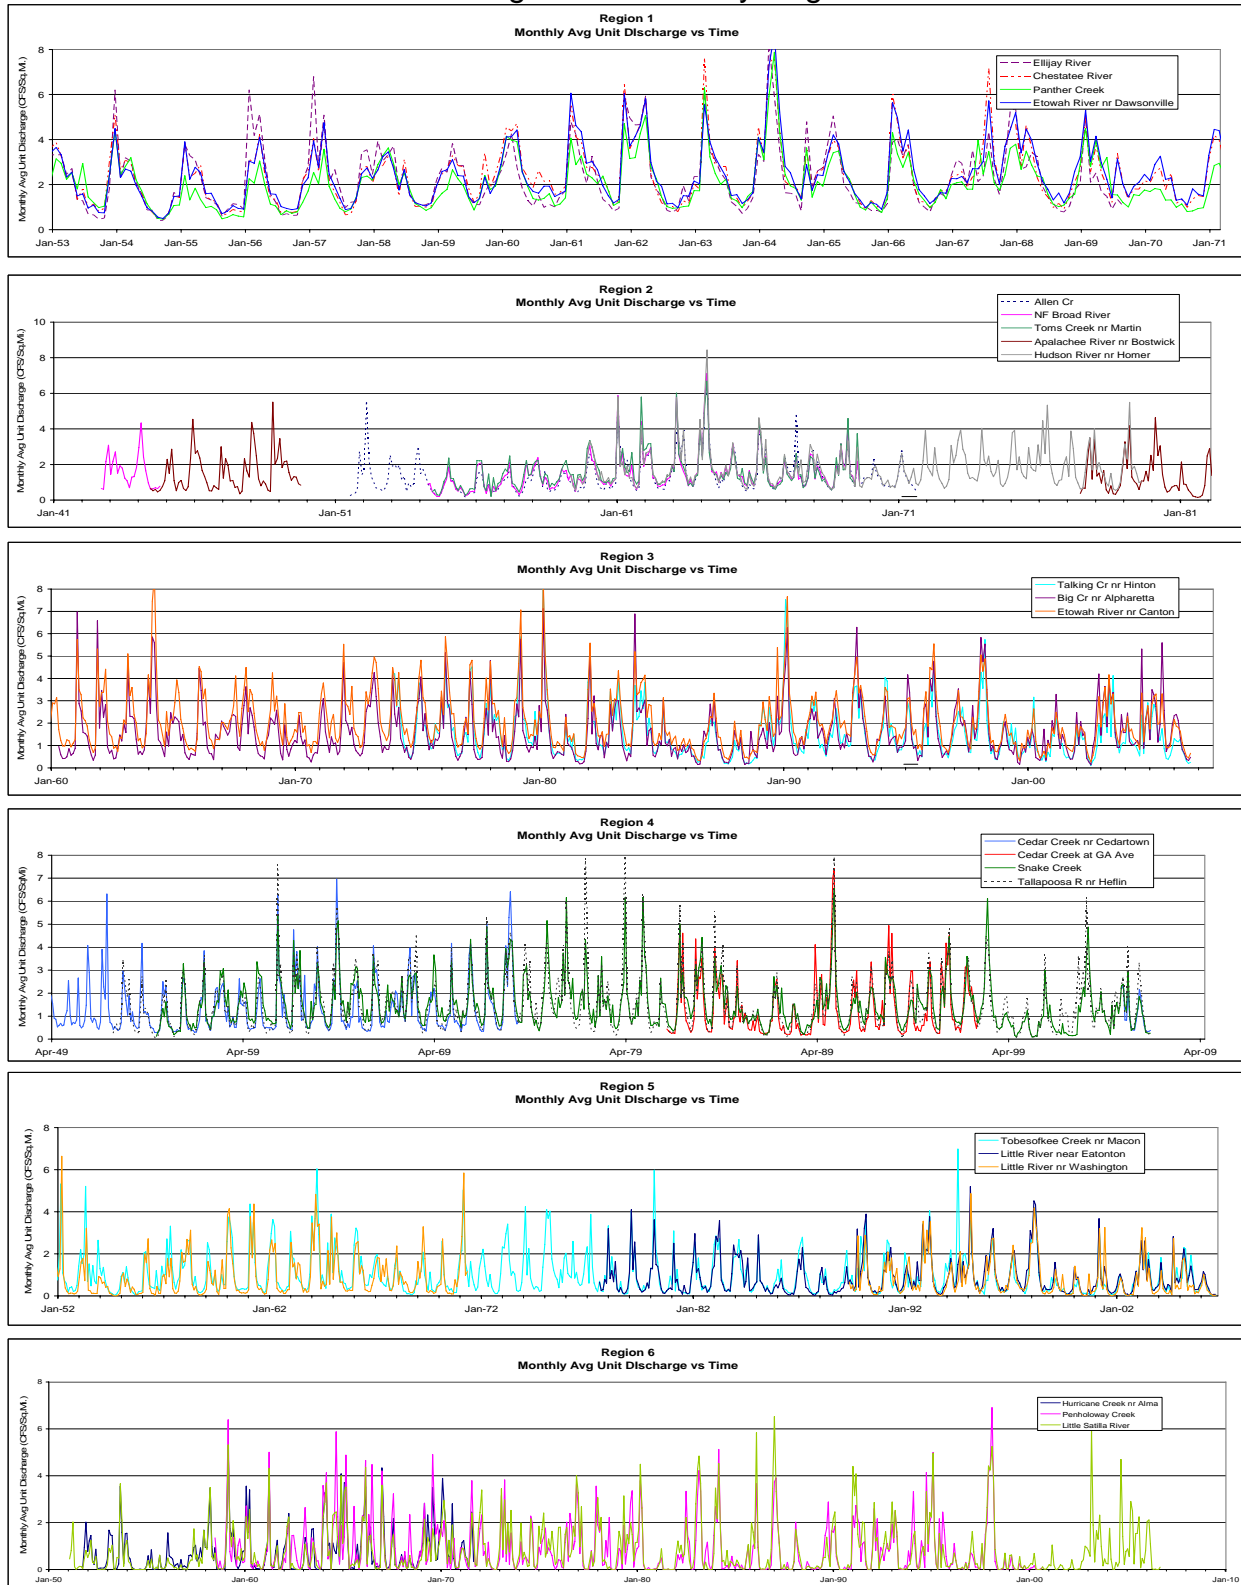 Region 1
Monthly Avg Unit DIscharge vs Time
Monthly Avg Unit Discharge (CFS/Sq.Mi.)
8
6
4
2
0
Ellijay River
Chestatee River
Panther Creek
Etowah River nr Dawsonville
Jan-53 Jan-54 Jan-55 Jan-56 Jan-57 Jan-58 Jan-59 Jan-60 Jan-61 Jan-62 Jan-63 Jan-64 Jan-65 Jan-66 Jan-67 Jan-68 Jan-69 Jan-70 Jan-71
Region 2
Monthly Avg Unit DIscharge vs Time
Monthly Avg Unit Discharge (CFS/Sq.Mi.)
10
8
6
4
2
0
Allen Cr
NF Broad River
Toms Creek nr Martin
Apalachee River nr Bostwick
Hudson River nr Homer
Jan-41 Jan-51 Jan-61 Jan-71 Jan-81
Region 3
Monthly Avg Unit DIscharge vs Time
Monthly Avg Unit Discharge (CFS/Sq.Mi.)
8
7
6
5
4
3
2
1
0
Talking Cr nr Hinton
Big Cr nr Alpharetta
Etowah River nr Canton
Jan-60 Jan-70 Jan-80 Jan-90 Jan-00
Region 4
Monthly Avg Unit DIscharge vs Time
Monthly Avg Unit Discharge (CFS/SqMi)
8
7
6
5
4
3
2
1
0
Cedar Creek nr Cedartown
Cedar Creek at GA Ave
Snake Creek
Tallapoosa R nr Heflin
Apr-49 Apr-59 Apr-69 Apr-79 Apr-89 Apr-99 Apr-09
Region 5
Monthly Avg Unit DIscharge vs Time
Monthly Avg Unit Discharge (CFS/Sq.Mi.)
8
6
4
2
0
Tobesofkee Creek nr Macon
Little River near Eatonton
Little River nr Washington
Jan-52 Jan-62 Jan-72 Jan-82 Jan-92 Jan-02
Region 6
Monthly Avg Unit DIscharge vs Time
Monthly Avg Unit Discharge (CFS/Sq.Mi.)
8
6
4
2
0
Hurricane Creek nr Alma
Penholoway Creek
Little Satilla River
Jan-50 Jan-60 Jan-70 Jan-80 Jan-90 Jan-00 Jan-10